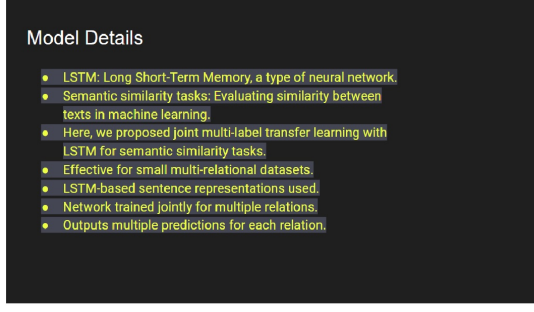 Model Details
● LSTM: Long Short-Term Memory, a type of neural network.
● Semantic similarity tasks: Evaluating similarity between
texts in machine learning.
● Here, we proposed joint multi-label transfer learning with
LSTM for semantic similarity tasks.
● Effective for small multi-relational datasets.
● LSTM-based sentence representations used.
● Network trained jointly for multiple relations.
● Outputs multiple predictions for each relation.